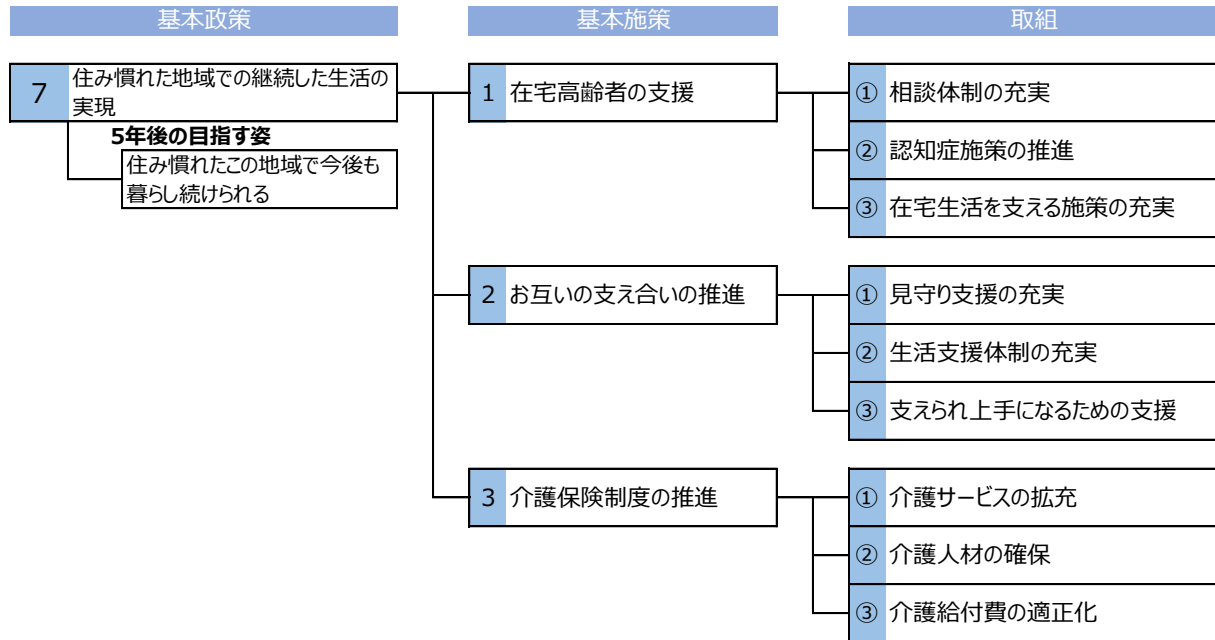 基本政策
基本施策
取組
7 住み慣れた地域での継続した生活の
実現
5年後の目指す姿
住み慣れたこの地域で今後も
暮らし続けられる
1 在宅高齢者の支援
① 相談体制の充実
② 認知症施策の推進
③ 在宅生活を支える施策の充実
2 お互いの支え合いの推進
① 見守り支援の充実
② 生活支援体制の充実
③ 支えられ上手になるための支援
3 介護保険制度の推進
① 介護サービスの拡充
② 介護人材の確保
③ 介護給付費の適正化